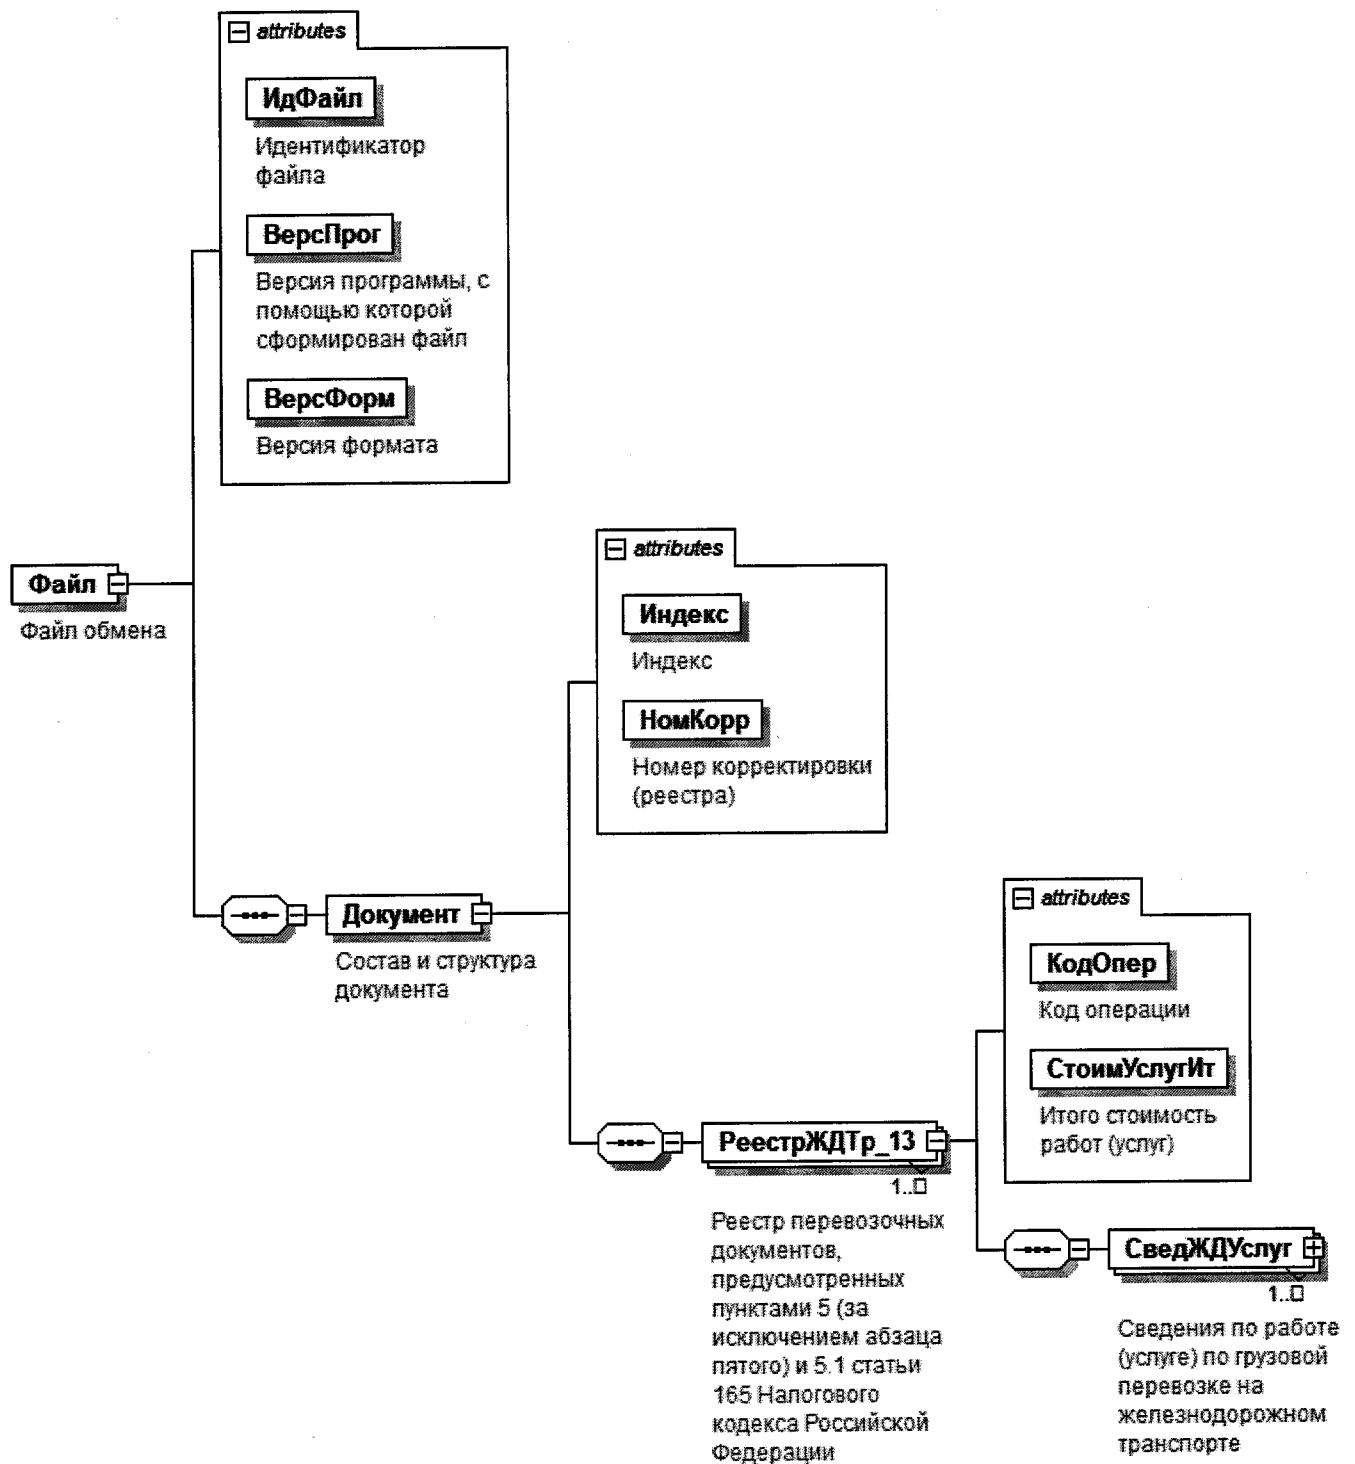 attributes
ИдФайл
Идентификатор
файла
ВерсПрог
Версия программы, с
помощью которой
сформирован файл
ВерсФорм
Версия формата
Файл
Файл обмена
attributes
Индекс
Индекс
НомКорр
Номер корректировки
(реестра)
Документ
Состав и структура
документа
attributes
КодОпер
Код операции
СтоимУслугИт
Итого стоимость
работ (услуг)
РеестрЖДТр_13
1..□
Реестр перевозочных
документов,
предусмотренных
пунктами 5 (за
исключением абзаца
пятого) и 5.1 статьи
165 Налогового
кодекса Российской
Федерации
СведЖДУслуг
1..□
Сведения по работе
(услуге) по грузовой
перевозке на
железнодорожном
транспорте